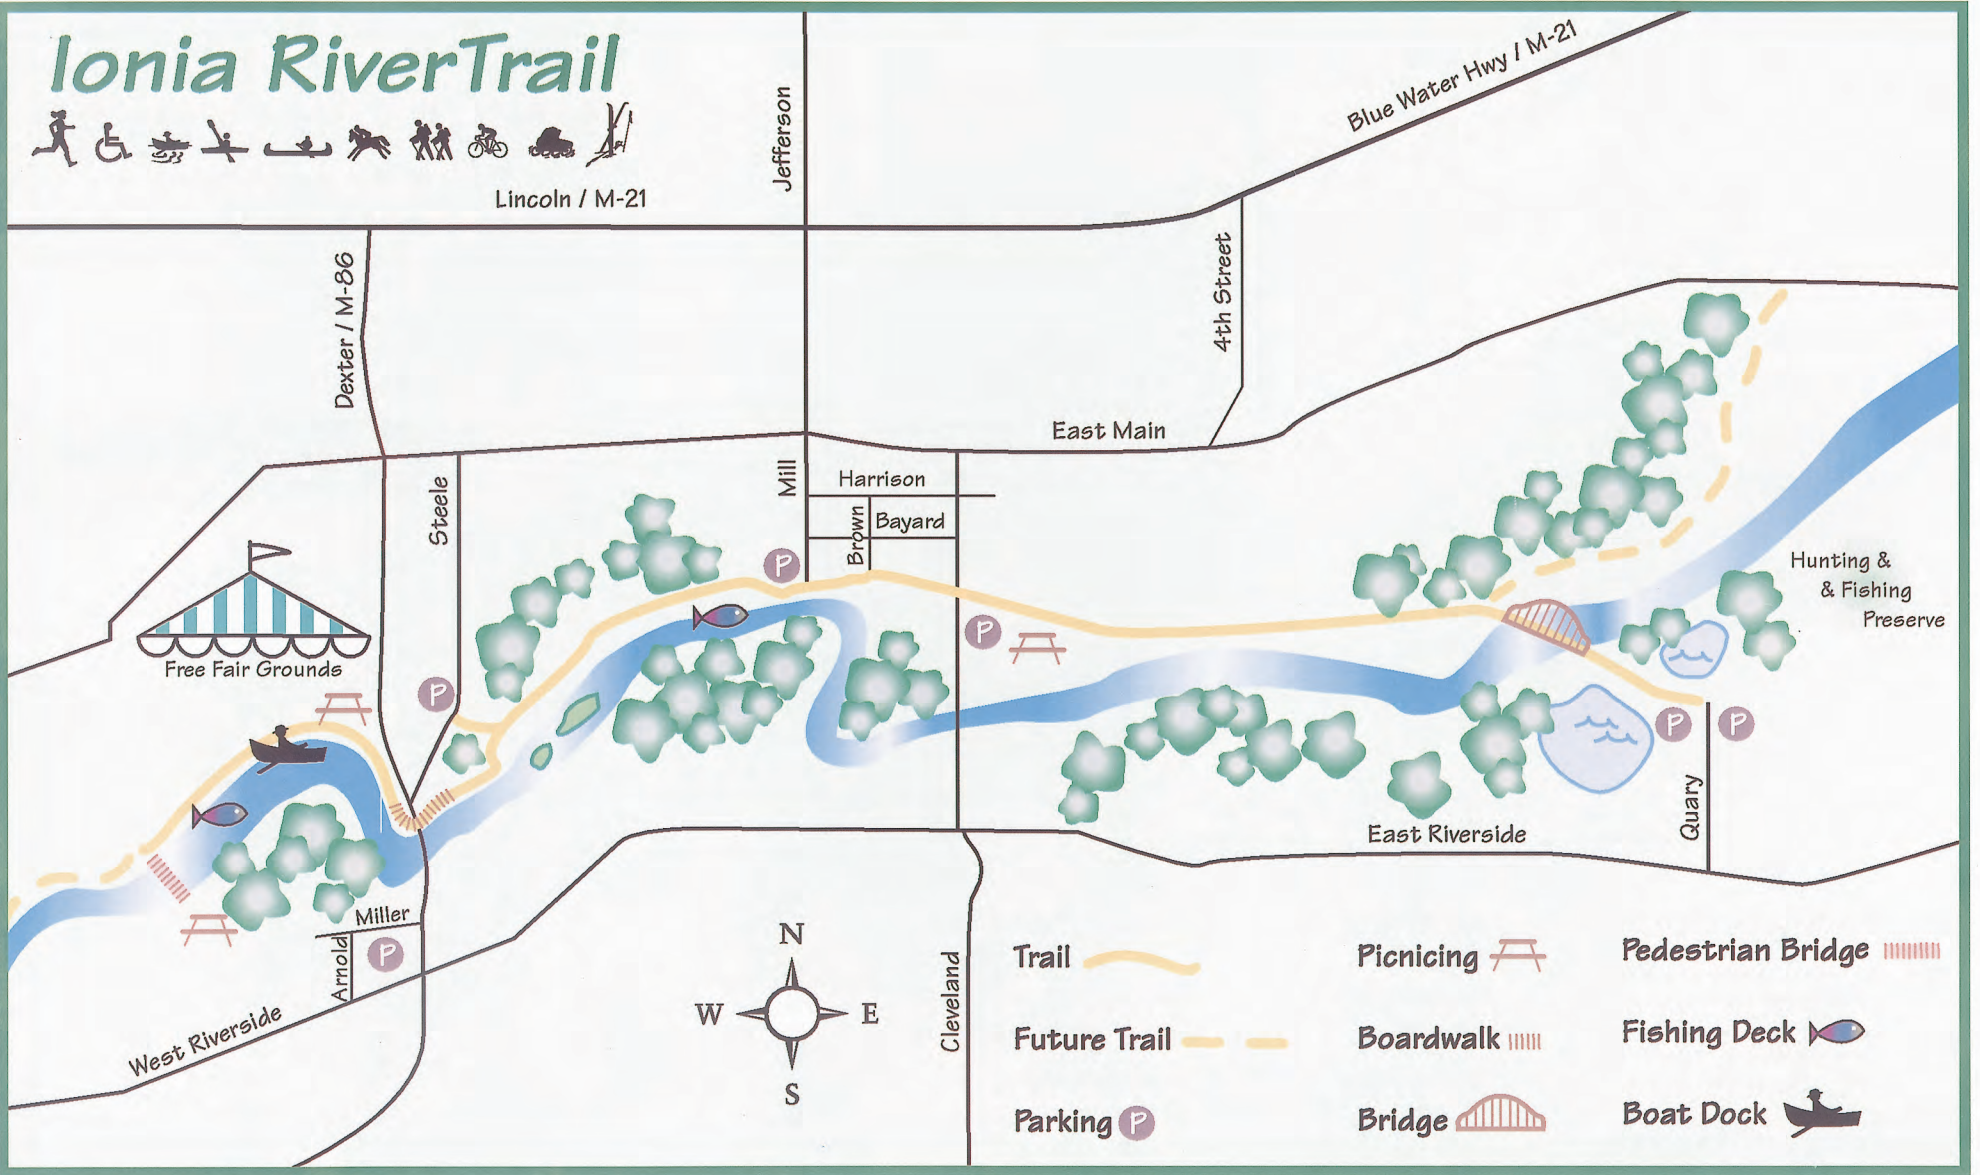 Ionia RiverTrail
Lincoln / M-21
Jefferson
Blue Water Hwy / M-21
Dexter / M-86
4th Street
East Main
Steele
Mill
Harrison
Brown
Bayard
P
Free Fair Grounds
P
P
Hunting &
& Fishing
Preserve
P
P
Quary
East Riverside
Miller
Arnold
P
West Riverside
Cleveland
N
W
E
S
Trail
Future Trail
Parking P
Picnicing
Boardwalk
Bridge
Pedestrian Bridge
Fishing Deck
Boat Dock